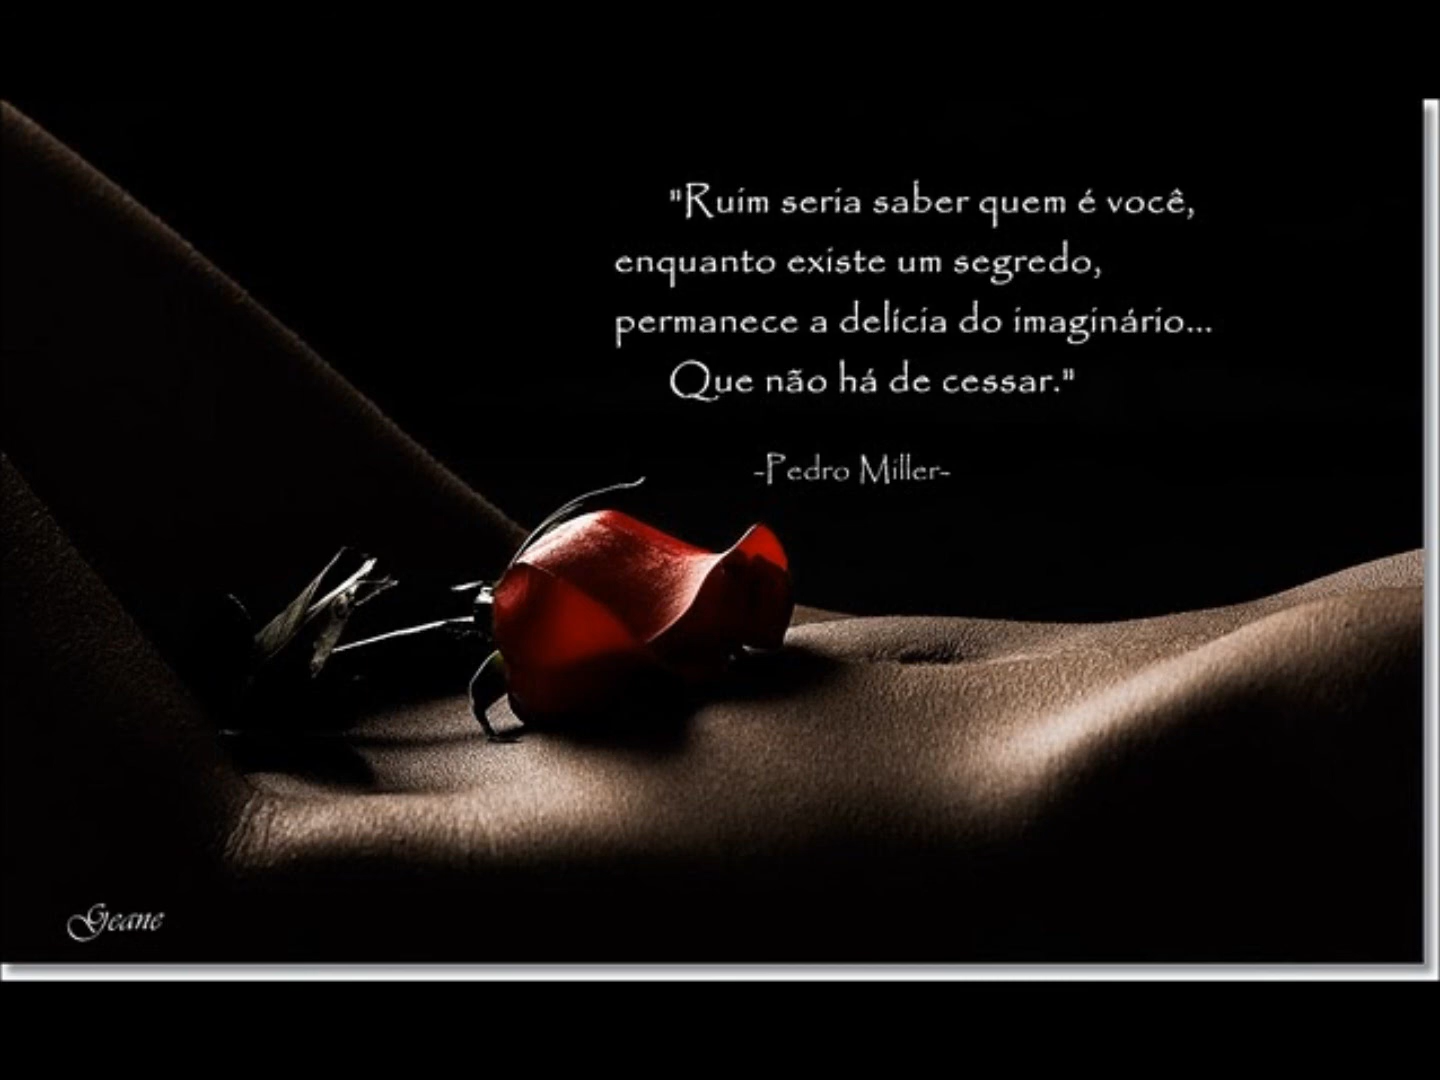 "Ruim seria saber quem é você,
enquanto existe um segredo,
permanece a delícia do imaginário...
Que não há de cessar."
-Pedro Miller-
Geane